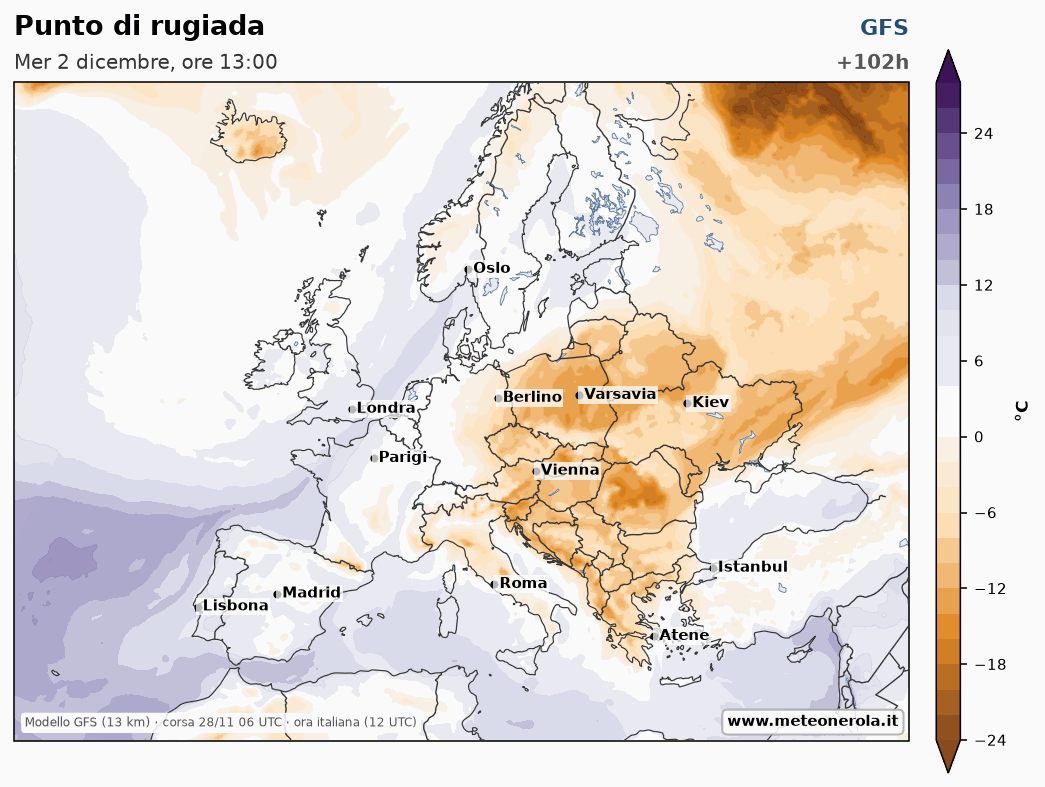 Punto di rugiada
GFS
Mer 2 dicembre, ore 13:00
+102h
Oslo
Berlino
Varsavia
Kiev
Londra
Parigi
Vienna
Istanbul
Roma
Madrid
Lisbona
Atene
24
18
12
6
0
−6
−12
−18
−24
°C
Modello GFS (13 km) · corsa 28/11 06 UTC · ora italiana (12 UTC)
www.meteonerola.it